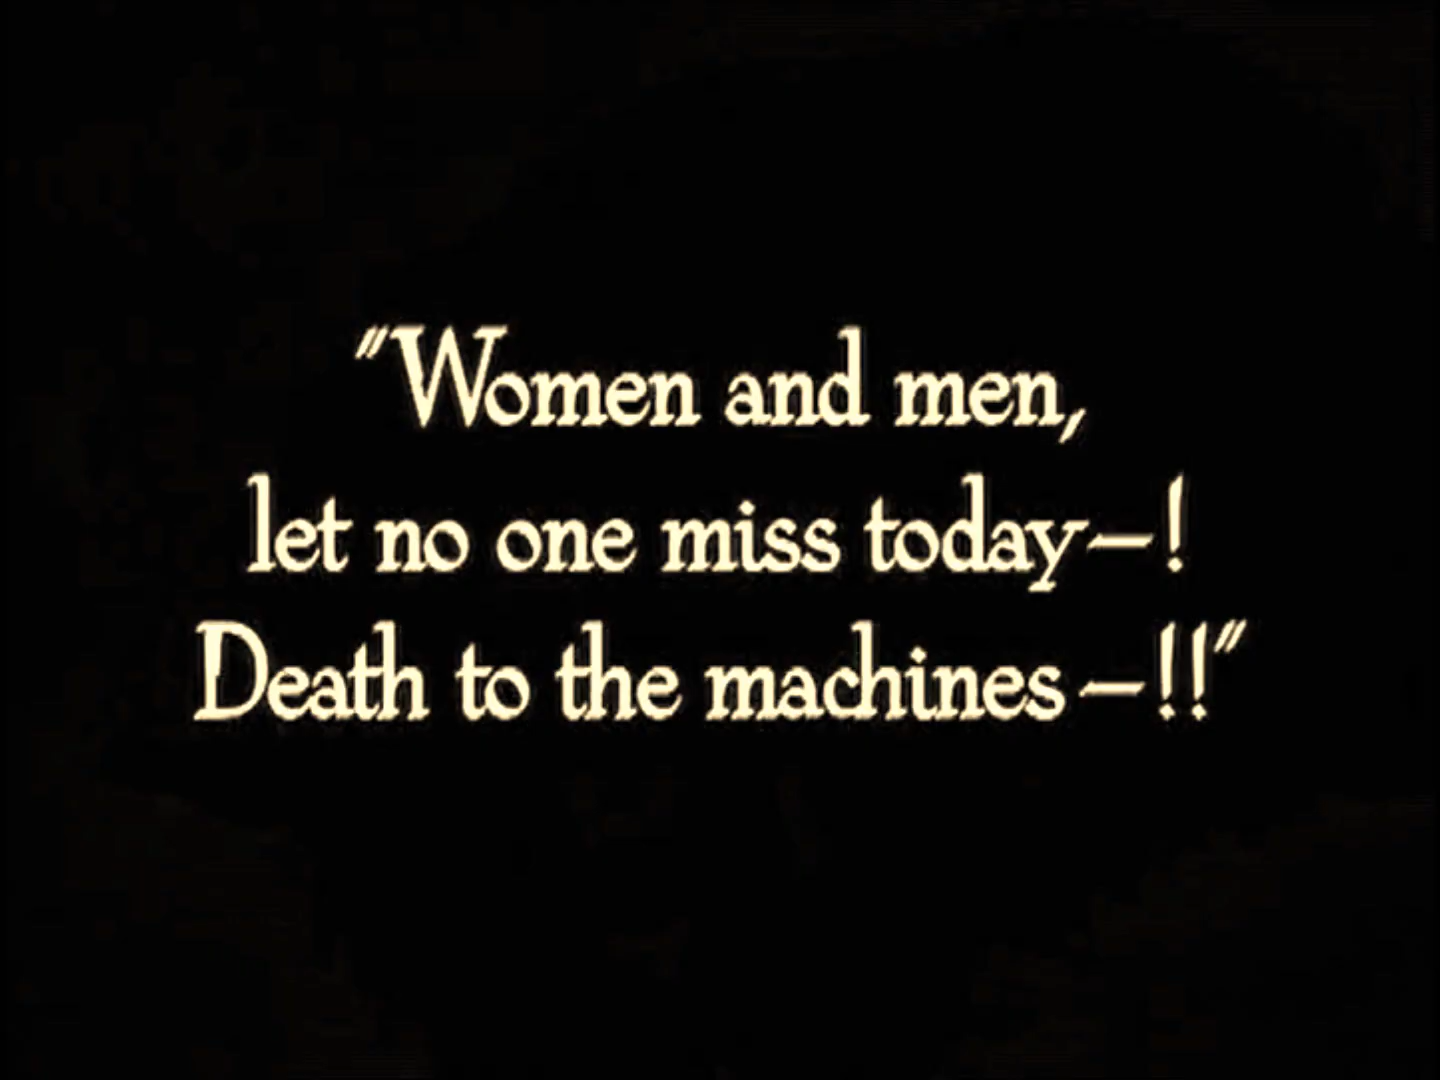 "Women and men,
let no one miss today—!
Death to the machines—!!"